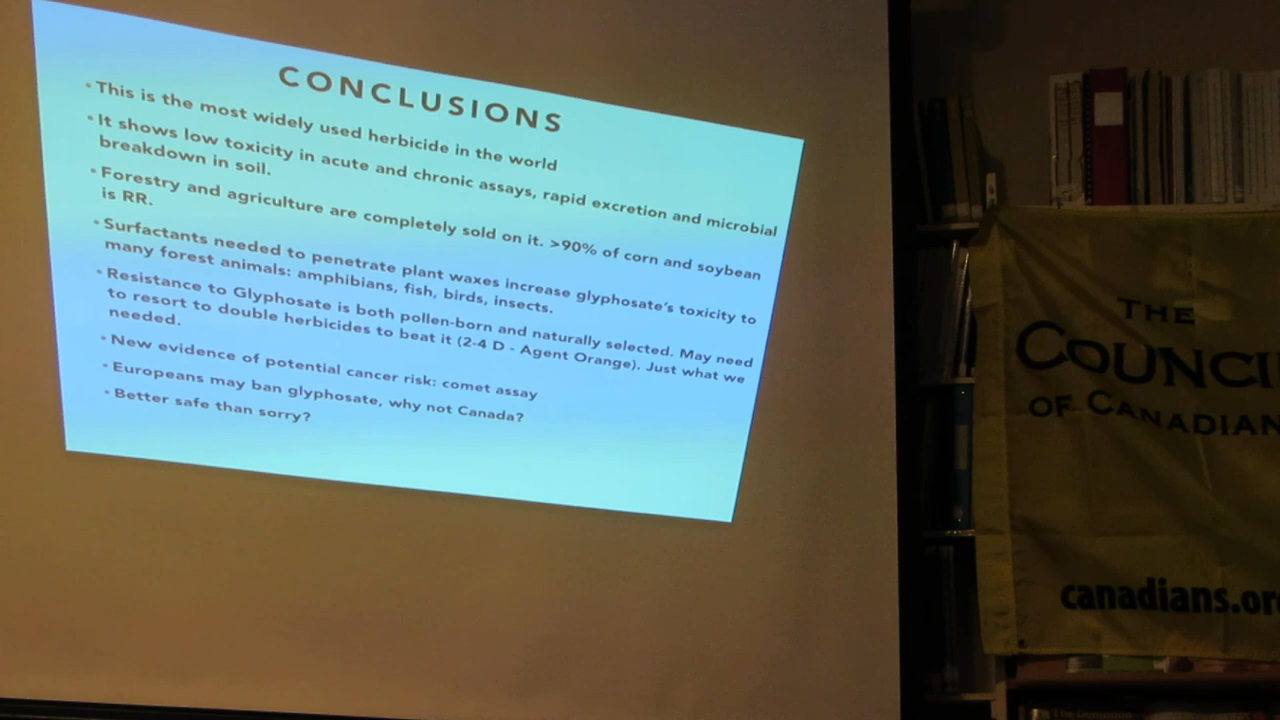 CONCLUSIONS
• This is the most widely used herbicide in the world
• It shows low toxicity in acute and chronic assays, rapid excretion and microbial
breakdown in soil.
• Forestry and agriculture are completely sold on it. >90% of corn and soybean
is RR.
• Surfactants needed to penetrate plant waxes increase glyphosate's toxicity to
many forest animals: amphibians, fish, birds, insects.
• Resistance to Glyphosate is both pollen-born and naturally selected. May need
to resort to double herbicides to beat it (2-4 D - Agent Orange). Just what we
needed.
• New evidence of potential cancer risk: comet assay
• Europeans may ban glyphosate, why not Canada?
• Better safe than sorry?
THE
COUNCI
OF CANADIAN
canadians.or